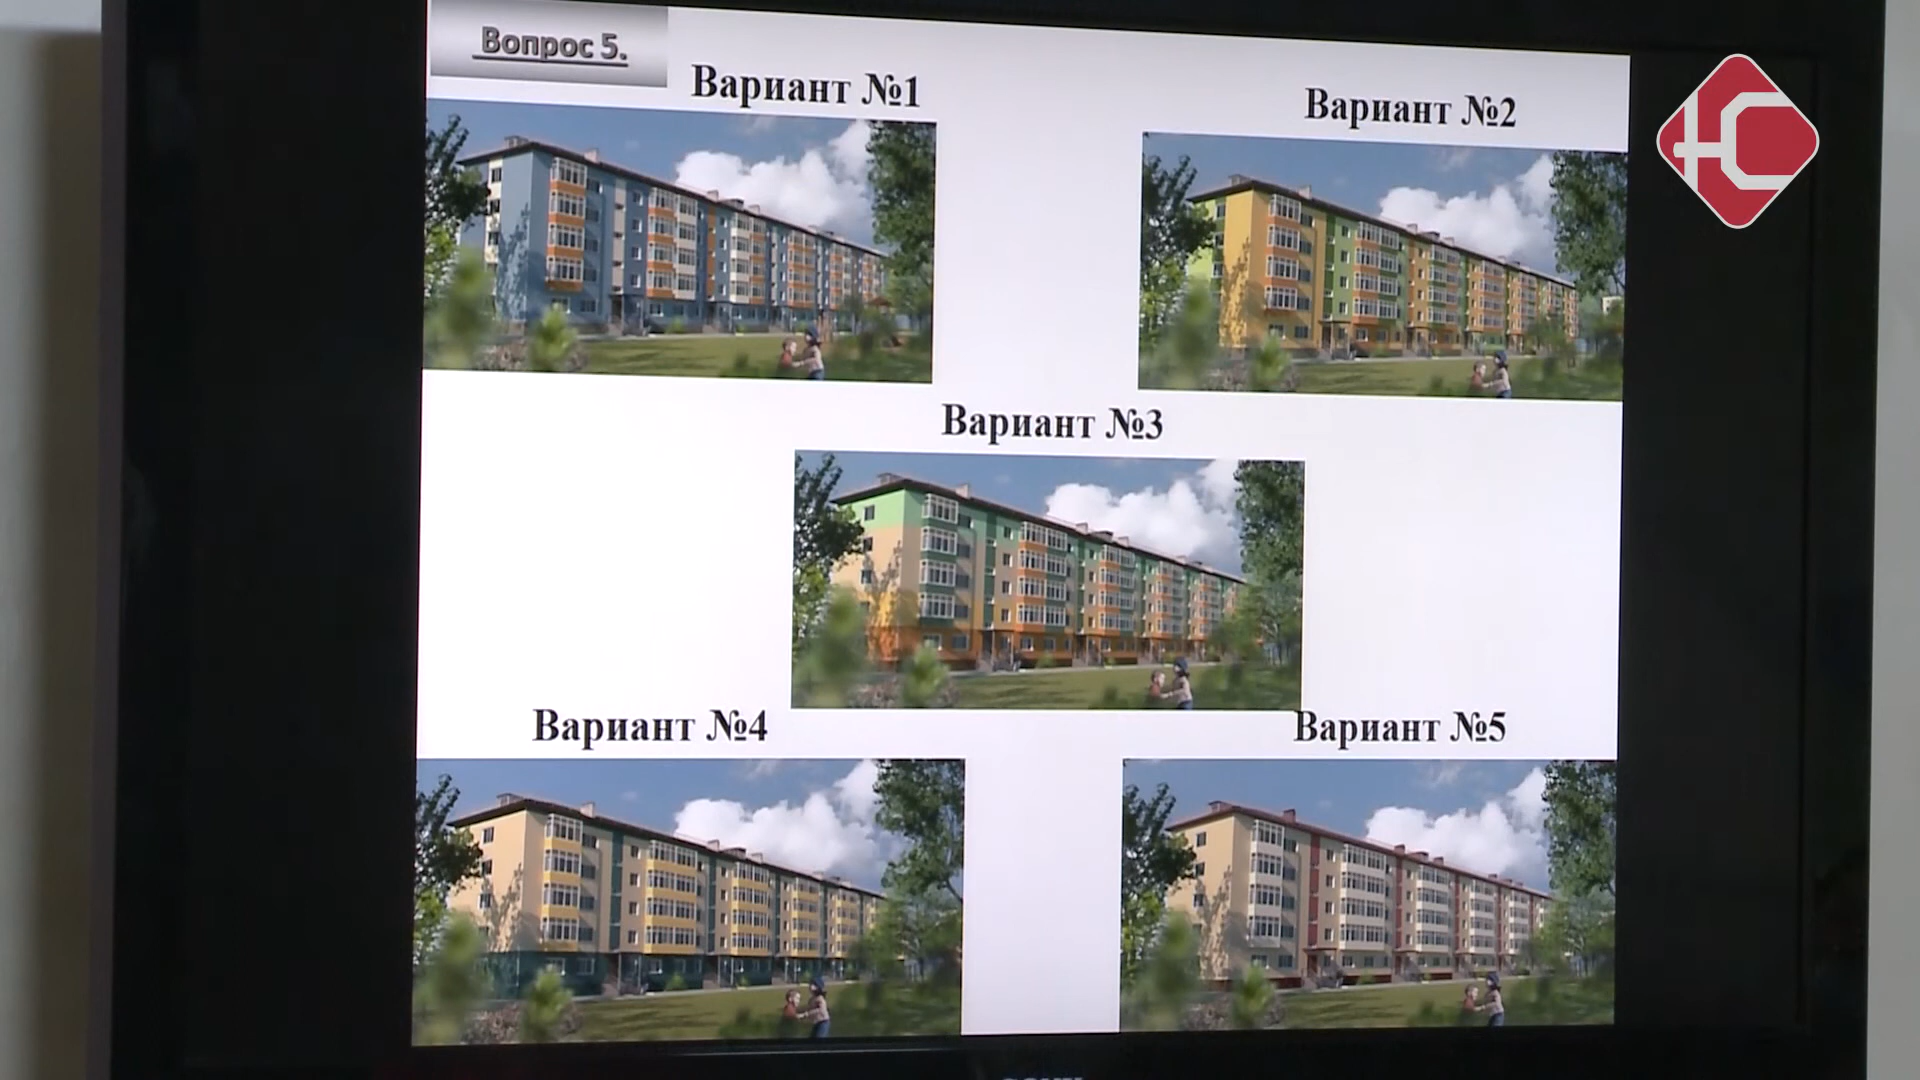 Вопрос 5.
Вариант №1
Вариант №2
Вариант №3
Вариант №4
Вариант №5